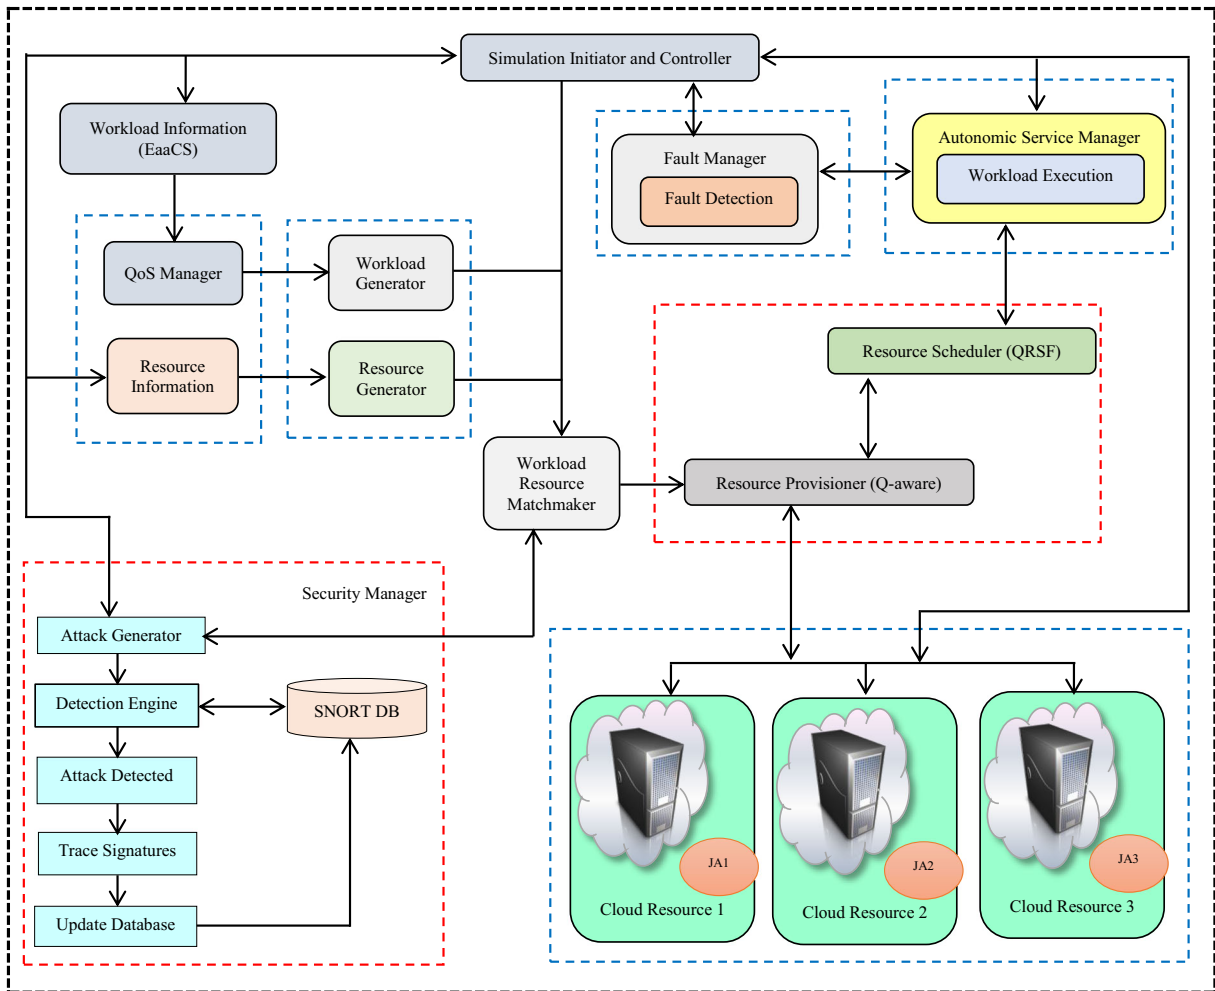 Simulation Initiator and Controller
Workload Information
(EaaCS)
Fault Manager
Fault Detection
Autonomic Service Manager
Workload Execution
QoS Manager
Workload
Generator
Resource
Information
Resource
Generator
Resource Scheduler (QRSF)
Workload
Resource
Matchmaker
Resource Provisioner (Q-aware)
Security Manager
Attack Generator
Detection Engine
SNORT DB
Attack Detected
Trace Signatures
Update Database
JA1
Cloud Resource 1
JA2
Cloud Resource 2
JA3
Cloud Resource 3